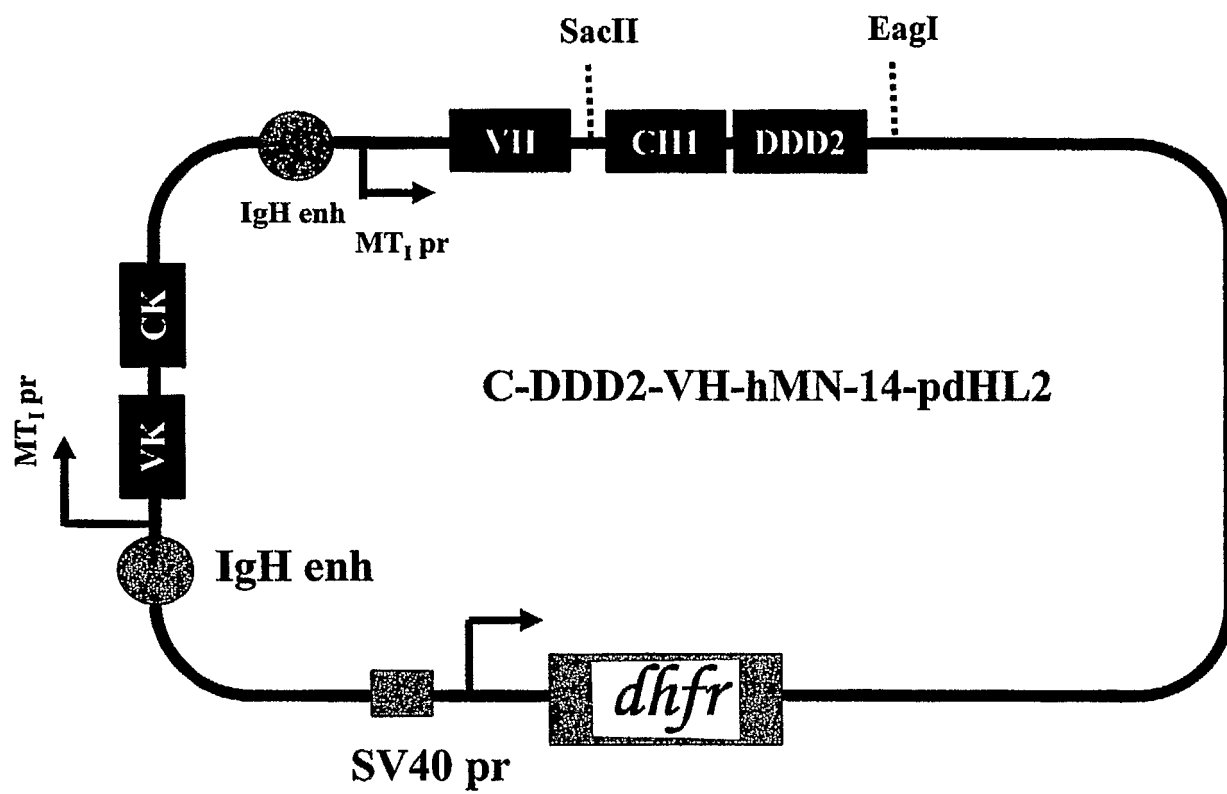 SacII
EagI
VH
CH1
DDD2
IgH enh
MTI pr
CK
VK
MTI pr
C-DDD2-VH-hMN-14-pdHL2
IgH enh
dhfr
SV40 pr